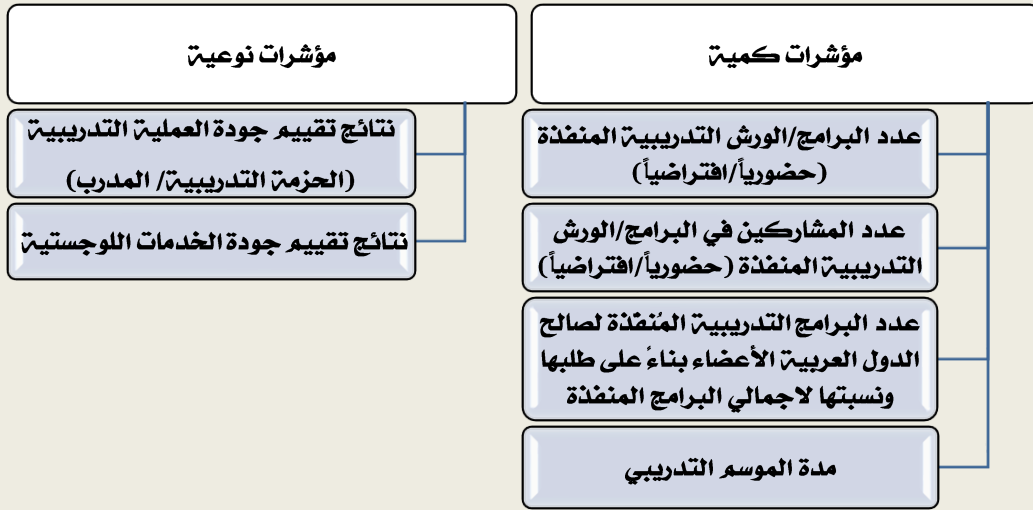 مؤشرات كمية
عدد البرامج/الورش التدريبية المنفذة
(حضورياً/افتراضياً)
عدد المشاركين في البرامج/الورش
التدريبية المنفذة (حضورياً/افتراضياً)
عدد البرامج التدريبية المُنفّذة لصالح
الدول العربية الأعضاء بناءً على طلبها
ونسبتها لاجمالي البرامج المنفذة
مدة الموسم التدريبي
مؤشرات نوعية
نتائج تقييم جودة العملية التدريبية
(الحزمة التدريبية/ المدرب)
نتائج تقييم جودة الخدمات اللوجستية